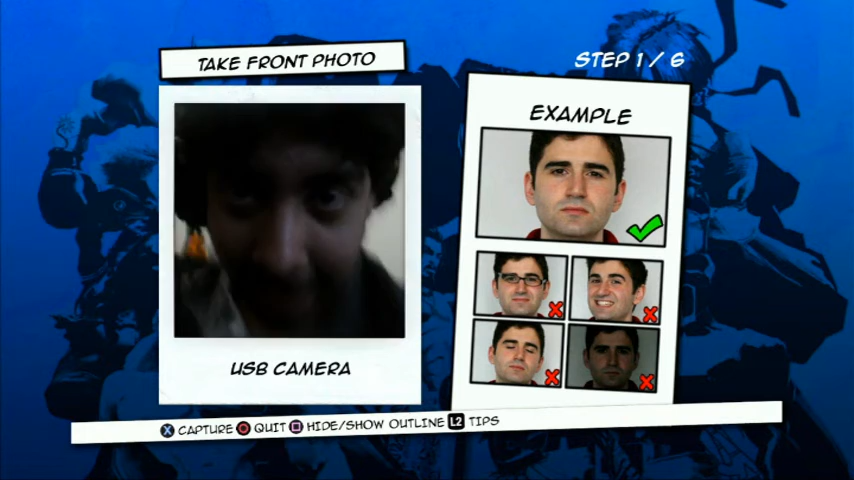 TAKE FRONT PHOTO
STEP 1 / 6
EXAMPLE
USB CAMERA
X CAPTURE QUIT HIDE/SHOW OUTLINE L2 TIPS